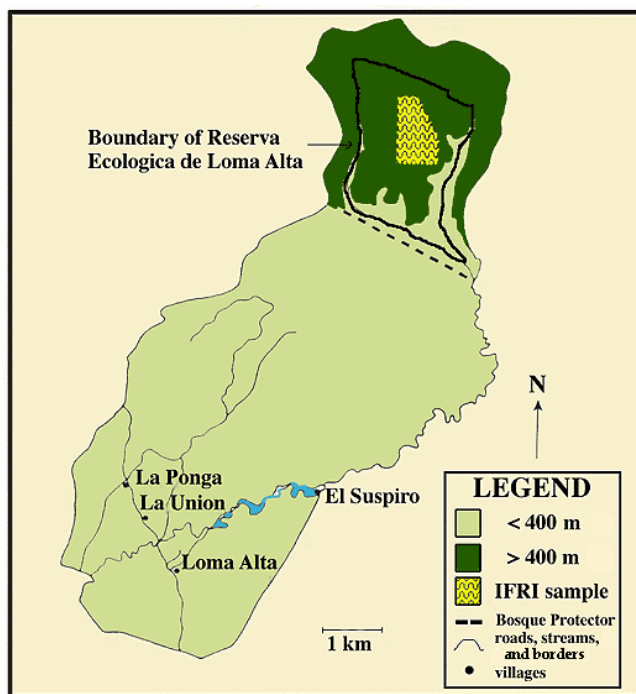 Boundary of Reserva
Ecologica de Loma Alta
N
La Ponga
La Union
El Suspiro
Loma Alta
1 km
LEGEND
< 400 m
> 400 m
IFRI sample
Bosque Protector
roads, streams,
and borders
villages